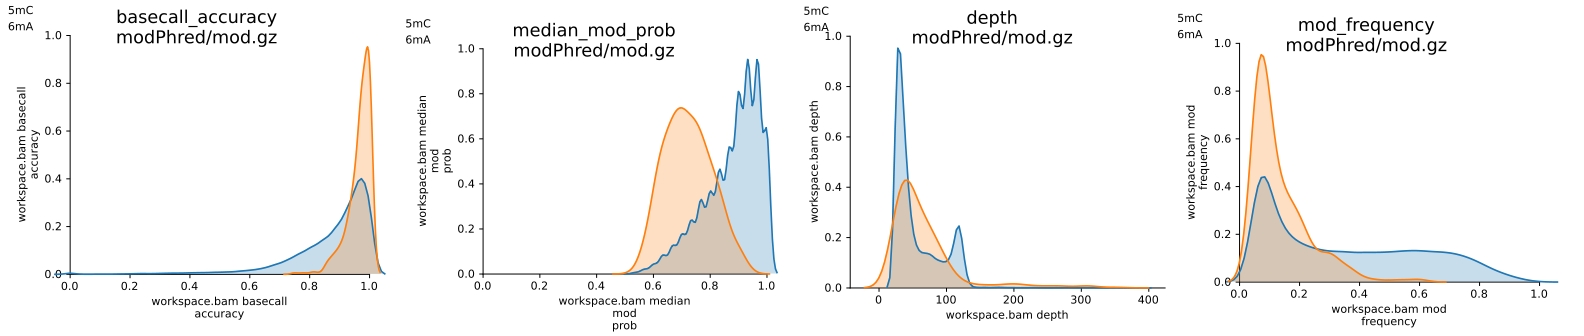 5mC
6mA
basecall_accuracy
modPhred/mod.gz
workspace.bam basecall
accuracy
1.0
0.8
0.6
0.4
0.2
0.0
0.0 0.2 0.4 0.6 0.8 1.0
workspace.bam basecall
accuracy
5mC
6mA
median_mod_prob
modPhred/mod.gz
workspace.bam median
mod
prob
1.0
0.8
0.6
0.4
0.2
0.0
0.0 0.2 0.4 0.6 0.8 1.0
workspace.bam median
mod
prob
5mC
6mA
depth
modPhred/mod.gz
workspace.bam depth
1.0
0.8
0.6
0.4
0.2
0.0
0 100 200 300 400
workspace.bam depth
5mC
6mA
mod_frequency
modPhred/mod.gz
workspace.bam mod
frequency
1.0
0.8
0.6
0.4
0.2
0.0
0.0 0.2 0.4 0.6 0.8 1.0
workspace.bam mod
frequency